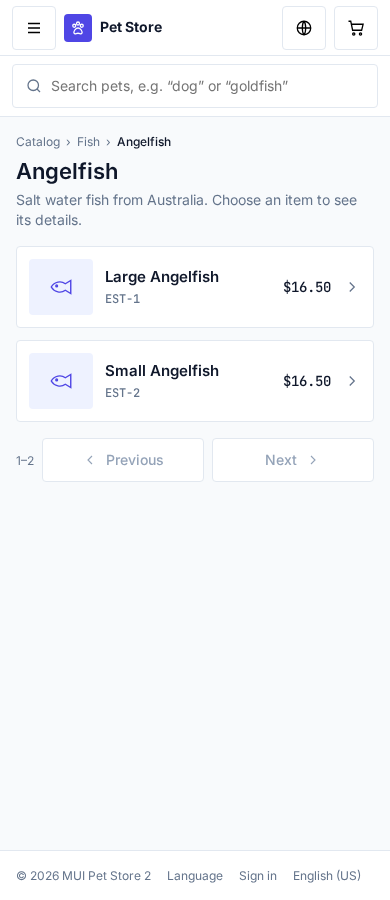 Pet Store
Search pets, e.g. “dog” or “goldfish”
Catalog › Fish › Angelfish
Angelfish
Salt water fish from Australia. Choose an item to see
its details.
Large Angelfish
EST-1
$16.50
Small Angelfish
EST-2
$16.50
1–2
Previous
Next
© 2026 MUI Pet Store 2 Language Sign in English (US)